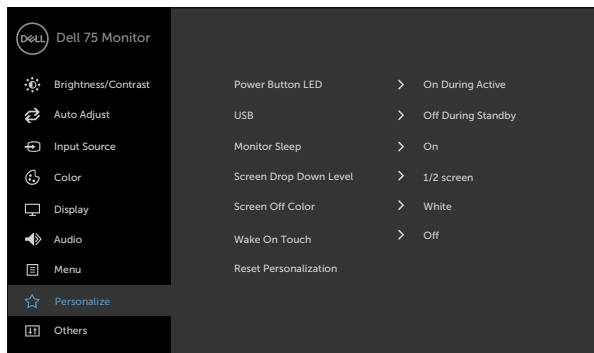 DELL Dell 75 Monitor
Brightness/Contrast
Auto Adjust
Input Source
Color
Display
Audio
Menu
Personalize
Others
Power Button LED > On During Active
USB > Off During Standby
Monitor Sleep > On
Screen Drop Down Level > 1/2 screen
Screen Off Color > White
Wake On Touch > Off
Reset Personalization